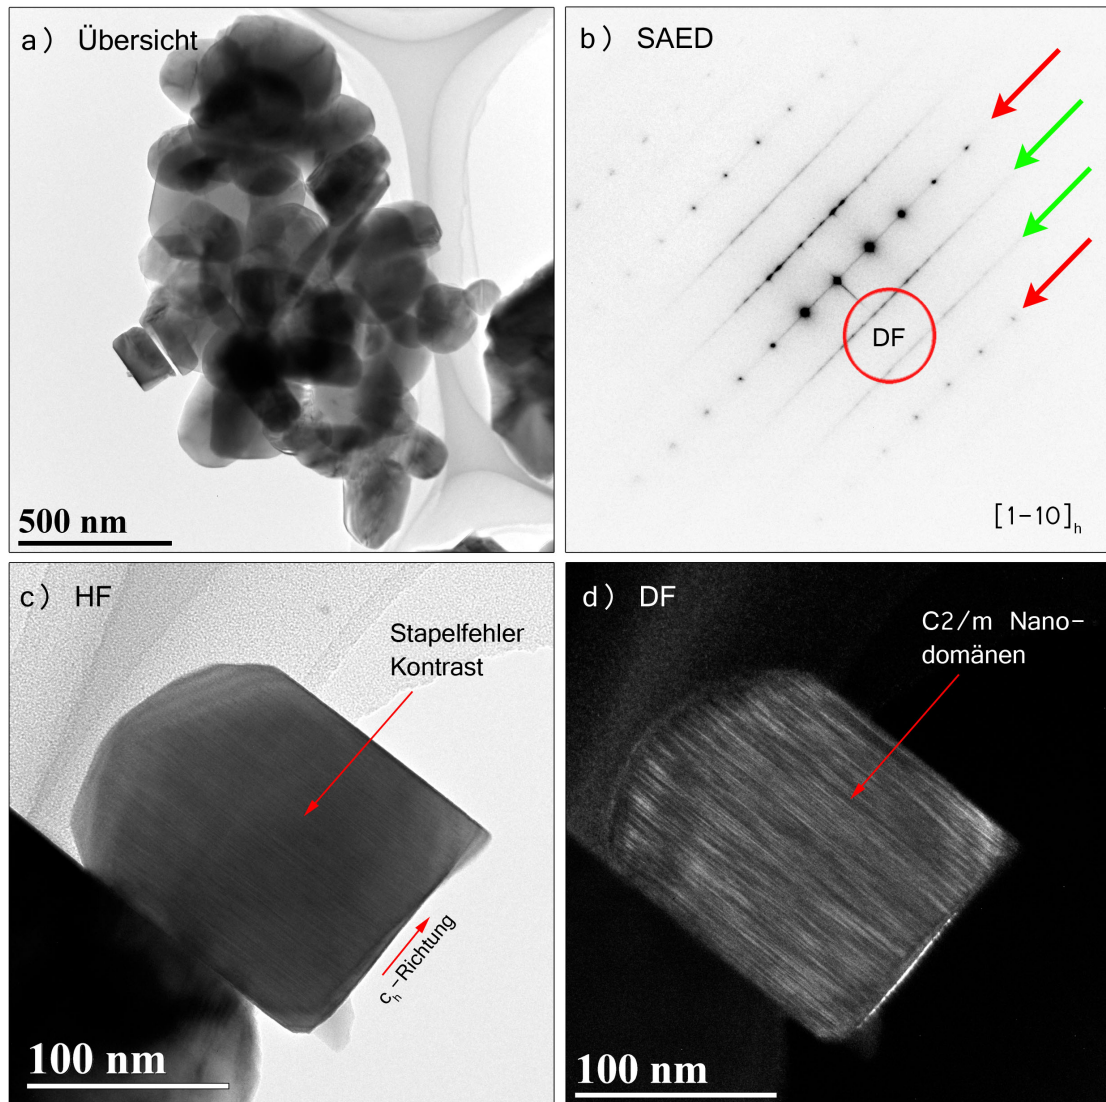 a) Übersicht
500 nm
b) SAED
DF
[1-10]h
c) HF
Stapelfehler
Kontrast
ch-Richtung
100 nm
d) DF
C2/m Nano-
domänen
100 nm